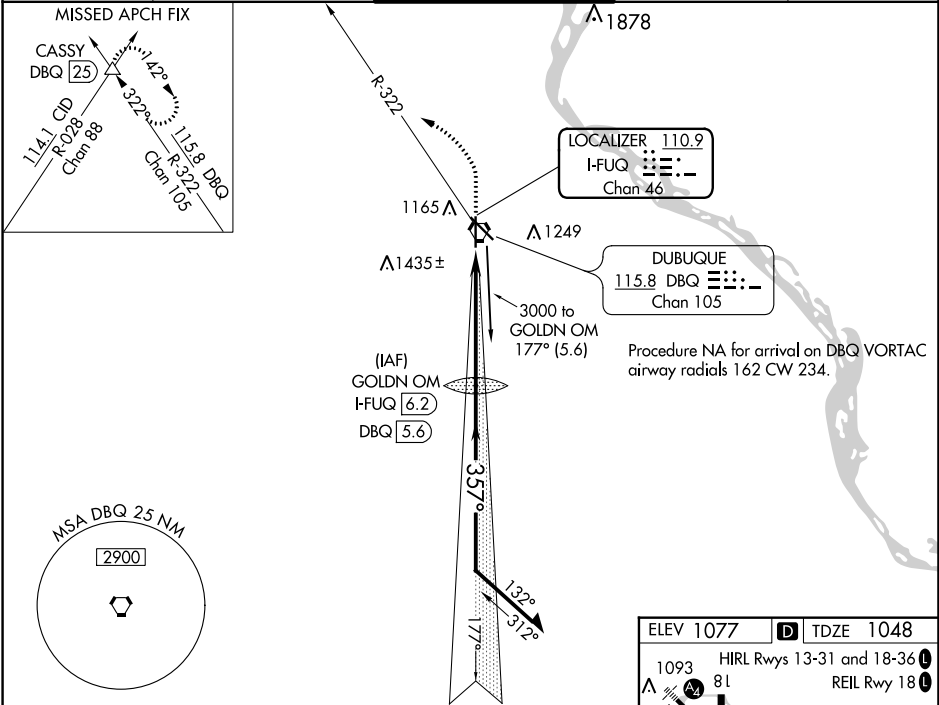 MISSED APCH FIX
CASSY
DBQ 25
142°
322°
114.1 CID
R-028
Chan 88
115.8 DBQ
R-322
Chan 105
R-322
1878
LOCALIZER 110.9
I-FUQ
Chan 46
1165
1249
1435±
DUBUQUE
115.8 DBQ
Chan 105
3000 to
GOLDN OM
177° (5.6)
Procedure NA for arrival on DBQ VORTAC
airway radials 162 CW 234.
(IAF)
GOLDN OM
I-FUQ 6.2
DBQ 5.6
357°
MSA DBQ 25 NM
2900
132°
312°
177°
ELEV 1077 D TDZE 1048
HIRL Rwys 13-31 and 18-36 L
REIL Rwy 18 L
1093
A4
18